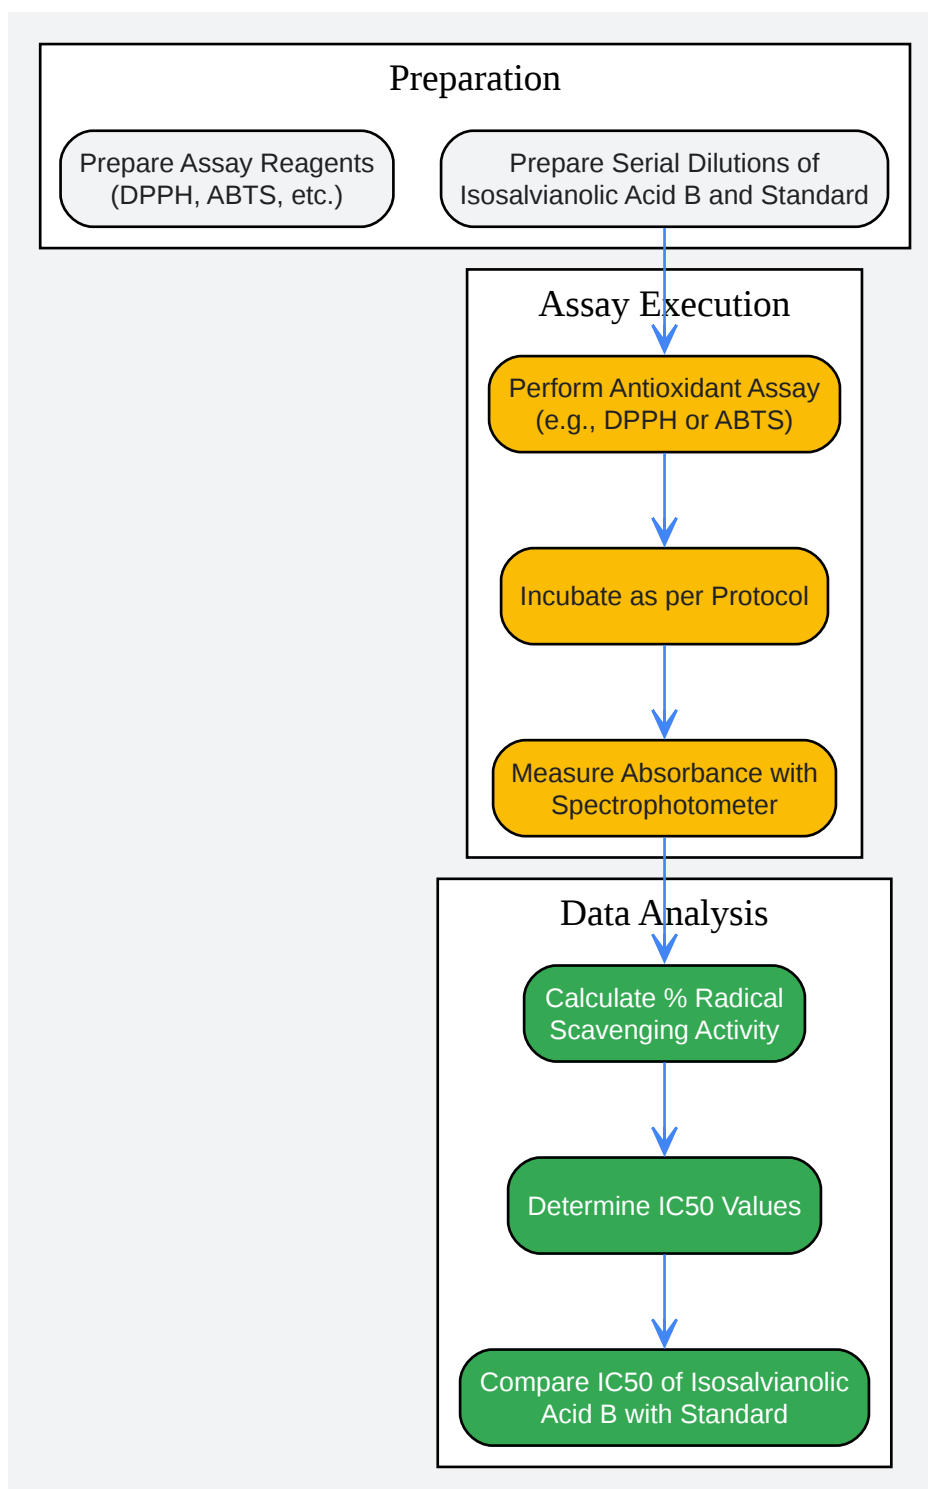 Preparation
Prepare Assay Reagents
(DPPH, ABTS, etc.)
Prepare Serial Dilutions of
Isosalvianolic Acid B and Standard
Assay Execution
Perform Antioxidant Assay
(e.g., DPPH or ABTS)
Incubate as per Protocol
Measure Absorbance with
Spectrophotometer
Data Analysis
Calculate % Radical
Scavenging Activity
Determine IC50 Values
Compare IC50 of Isosalvianolic
Acid B with Standard